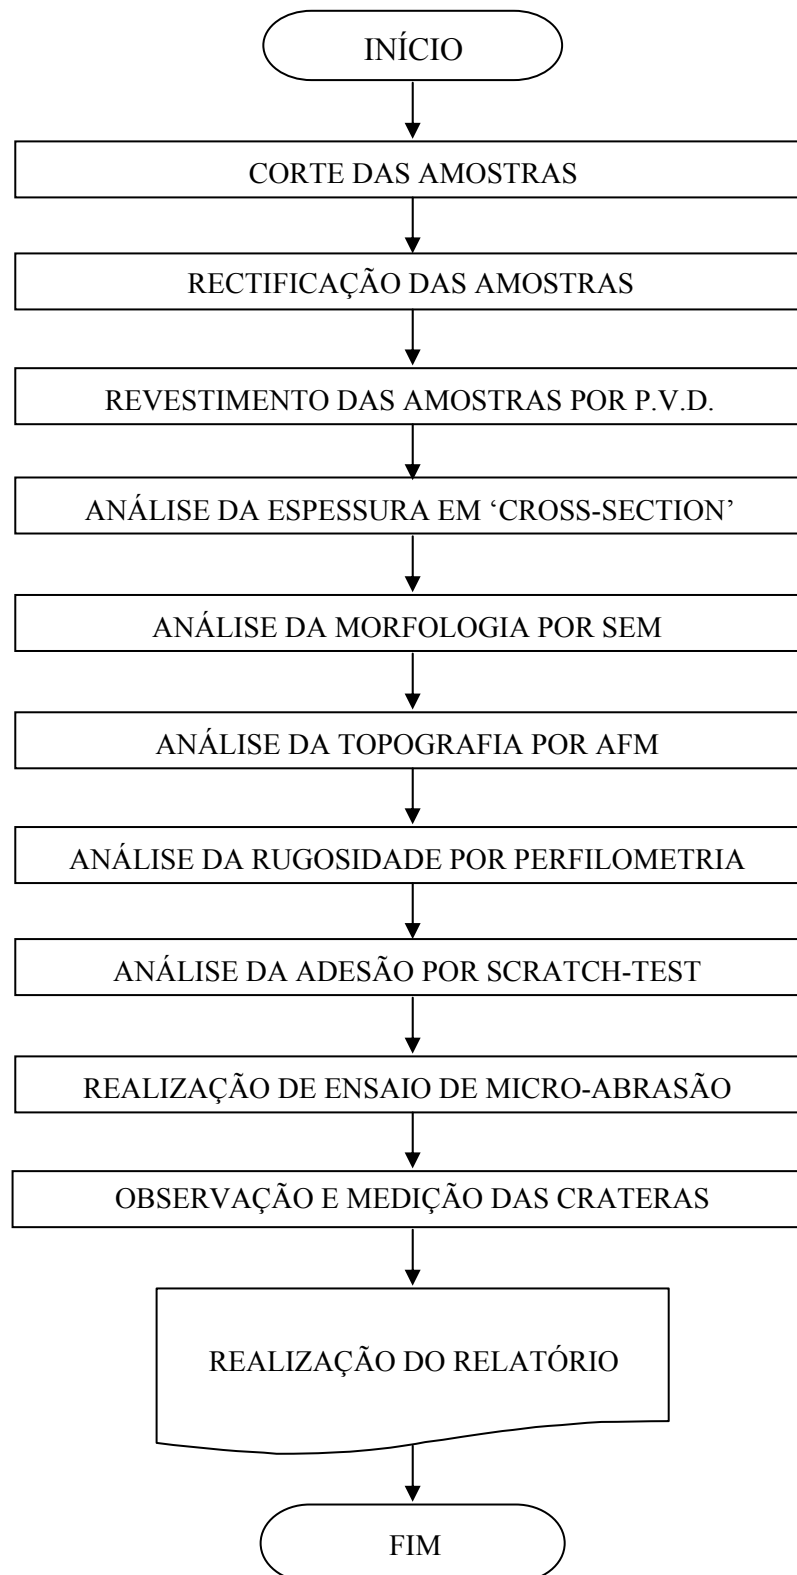 INÍCIO
CORTE DAS AMOSTRAS
RECTIFICAÇÃO DAS AMOSTRAS
REVESTIMENTO DAS AMOSTRAS POR P.V.D.
ANÁLISE DA ESPESSURA EM ‘CROSS-SECTION’
ANÁLISE DA MORFOLOGIA POR SEM
ANÁLISE DA TOPOGRAFIA POR AFM
ANÁLISE DA RUGOSIDADE POR PERFILOMETRIA
ANÁLISE DA ADESÃO POR SCRATCH-TEST
REALIZAÇÃO DE ENSAIO DE MICRO-ABRASÃO
OBSERVAÇÃO E MEDIÇÃO DAS CRATERAS
REALIZAÇÃO DO RELATÓRIO
FIM